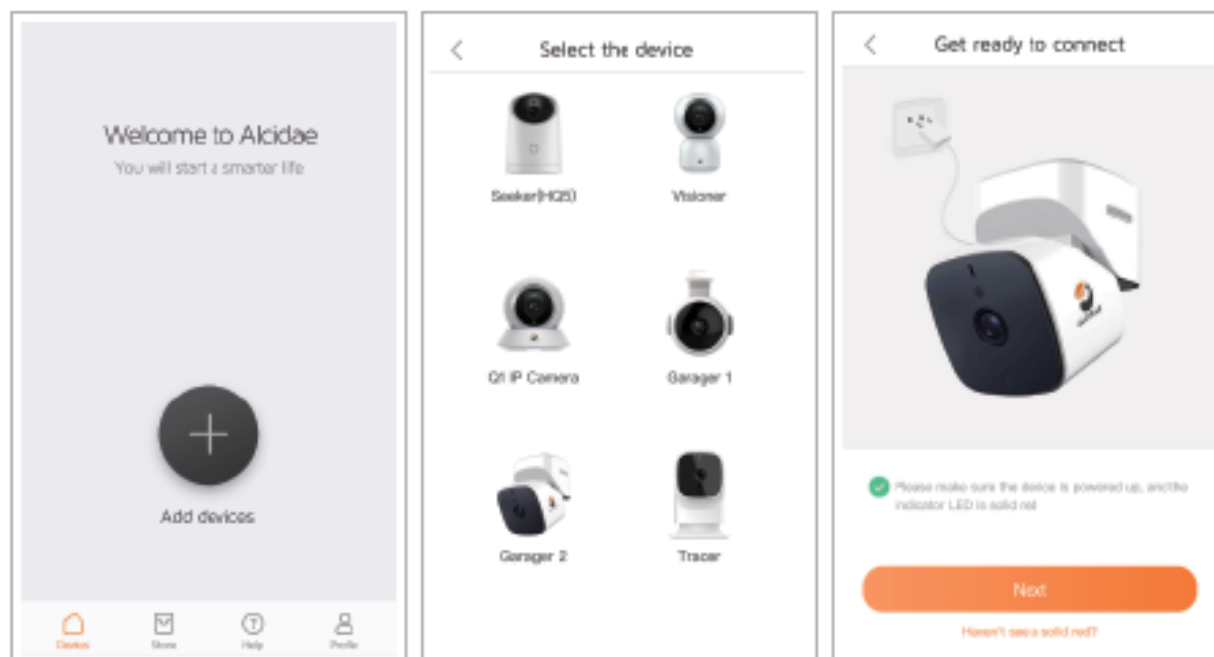 Welcome to Alcidae
You will start a smarter life
Add devices
Device
Store
Help
Profile
Select the device
Seeker(HQ5)
Visioner
Q1 IP Camera
Garager 1
Garager 2
Tracer
Get ready to connect
Please make sure the device is powered up, and the
indicator LED is solid red
Next
Haven't see a solid red?